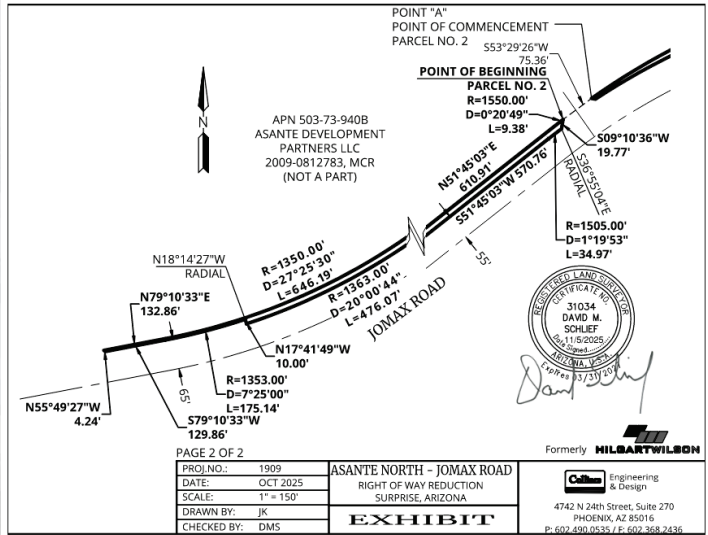 POINT "A"
POINT OF COMMENCEMENT
PARCEL NO. 2
S53°29'26"W
75.36'
POINT OF BEGINNING
PARCEL NO. 2
R=1550.00'
D=0°20'49"
L=9.38'
N
APN 503-73-940B
ASANTE DEVELOPMENT
PARTNERS LLC
2009-0812783, MCR
(NOT A PART)
S09°10'36"W
19.77'
N51°45'03"E
610.91'
S51°45'03"W 570.76'
S36°55'04"E
RADIAL
R=1505.00'
D=1°19'53"
L=34.97'
55'
N18°14'27"W
RADIAL
R=1350.00'
D=27°25'30"
L=646.19'
R=1363.00'
D=20°00'44"
L=476.07'
JOMAX ROAD
N79°10'33"E
132.86'
N17°41'49"W
10.00'
R=1353.00'
D=7°25'00"
L=175.14'
65'
N55°49'27"W
4.24'
S79°10'33"W
129.86'
REGISTERED LAND SURVEYOR
CERTIFICATE NO.
31034
DAVID M.
SCHLIEF
11/5/2025
Date Signed
ARIZONA, U.S.A.
Expires 03/31/202
Formerly HILGARTWILSON
PAGE 2 OF 2
PROJ.NO.: 1909
DATE: OCT 2025
SCALE: 1" = 150'
DRAWN BY: JK
CHECKED BY: DMS
ASANTE NORTH - JOMAX ROAD
RIGHT OF WAY REDUCTION
SURPRISE, ARIZONA
EXHIBIT
Colliers Engineering
& Design
4742 N 24th Street, Suite 270
PHOENIX, AZ 85016
P: 602.490.0535 / F: 602.368.2436